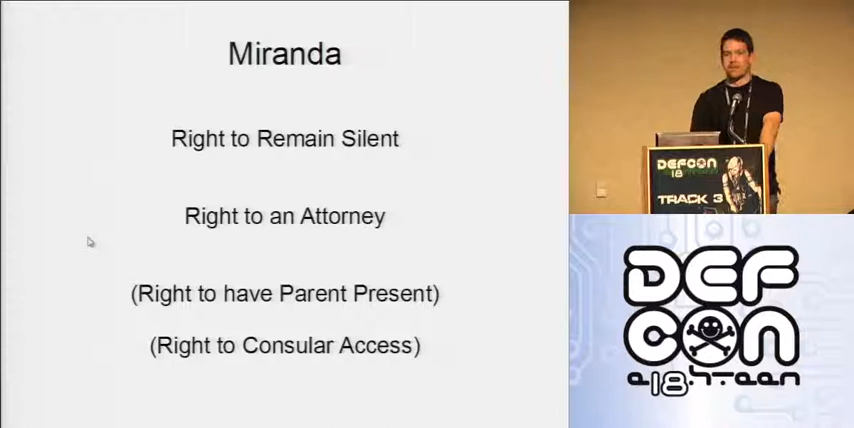 Miranda
Right to Remain Silent
Right to an Attorney
(Right to have Parent Present)
(Right to Consular Access)
DEFCON
18
TRACK 3
DEF
CON
18